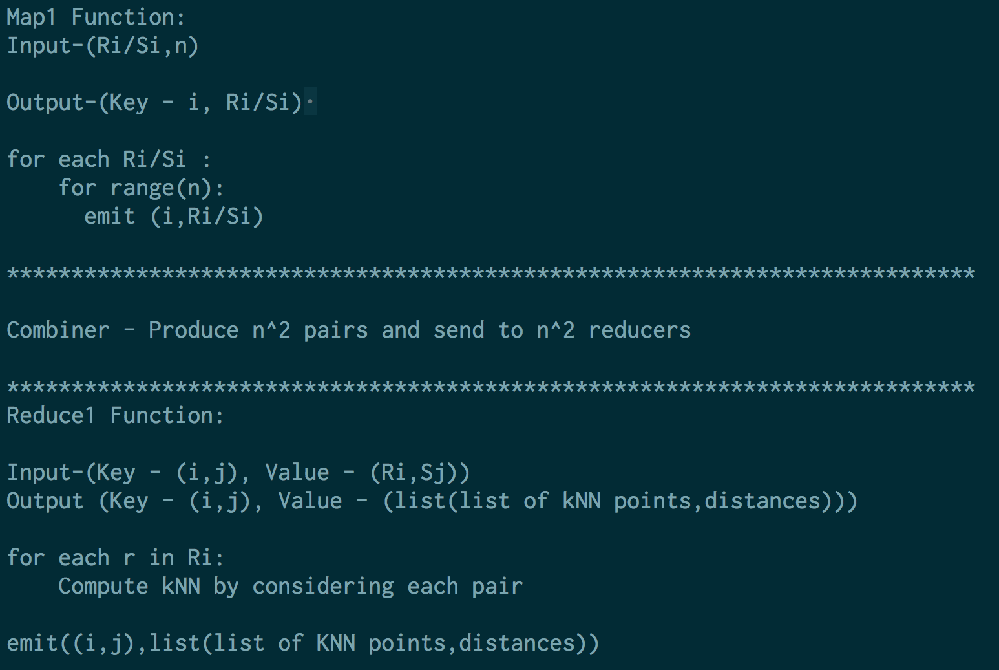 Map1 Function:
Input-(Ri/Si,n)
Output-(Key - i, Ri/Si)
for each Ri/Si :
for range(n):
emit (i,Ri/Si)
***************************************************************************
Combiner - Produce n^2 pairs and send to n^2 reducers
***************************************************************************
Reduce1 Function:
Input-(Key - (i,j), Value - (Ri,Sj))
Output (Key - (i,j), Value - (list(list of kNN points,distances)))
for each r in Ri:
Compute kNN by considering each pair
emit((i,j),list(list of KNN points,distances))